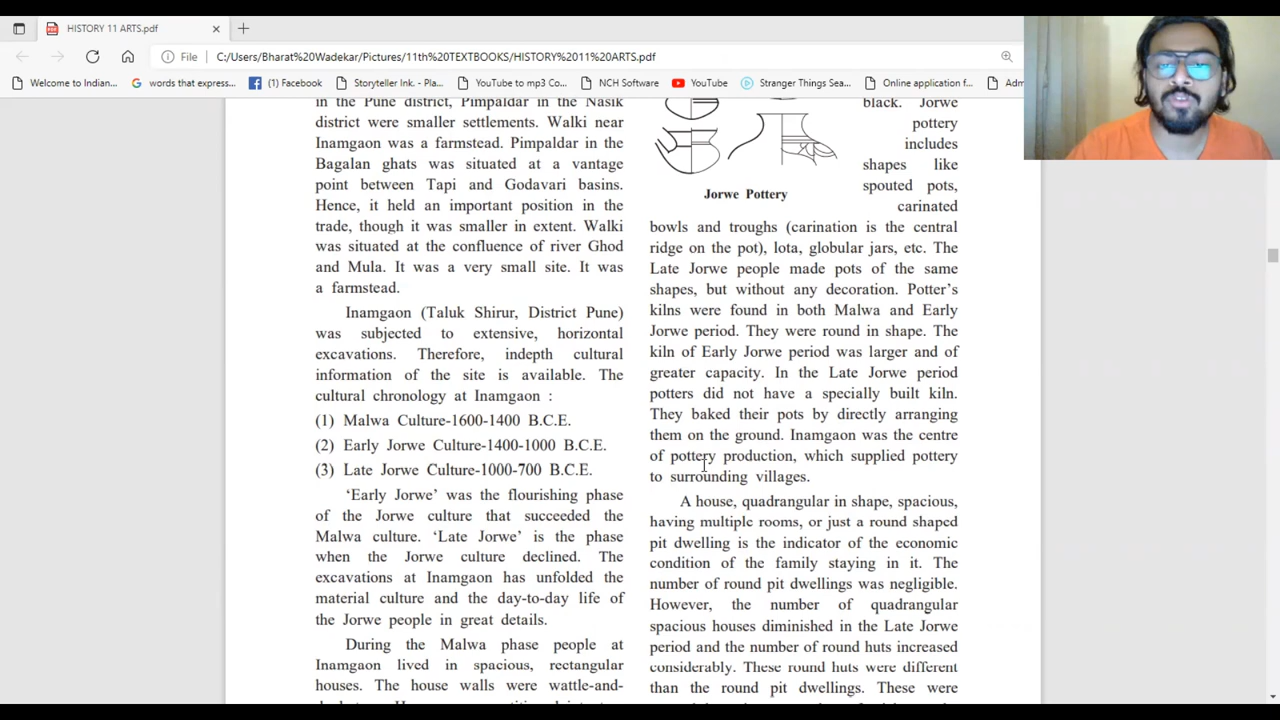 HISTORY 11 ARTS.pdf
File
C:/Users/Bharat%20Wadekar/Pictures/11th%20TEXTBOOKS/HISTORY%2011%20ARTS.pdf
Welcome to Indian...
words that express...
(1) Facebook
Storyteller Ink. - Pla...
YouTube to mp3 Co...
NCH Software
YouTube
Stranger Things Sea...
Online application f...
Adm
in the Pune district, Pimpaldar in the Nasik
district were smaller settlements. Walki near
Inamgaon was a farmstead. Pimpaldar in the
Bagalan ghats was situated at a vantage
point between Tapi and Godavari basins.
Hence, it held an important position in the
trade, though it was smaller in extent. Walki
was situated at the confluence of river Ghod
and Mula. It was a very small site. It was
a farmstead.
Inamgaon (Taluk Shirur, District Pune)
was subjected to extensive, horizontal
excavations. Therefore, indepth cultural
information of the site is available. The
cultural chronology at Inamgaon :
(1) Malwa Culture-1600-1400 B.C.E.
(2) Early Jorwe Culture-1400-1000 B.C.E.
(3) Late Jorwe Culture-1000-700 B.C.E.
‘Early Jorwe’ was the flourishing phase
of the Jorwe culture that succeeded the
Malwa culture. ‘Late Jorwe’ is the phase
when the Jorwe culture declined. The
excavations at Inamgaon has unfolded the
material culture and the day-to-day life of
the Jorwe people in great details.
During the Malwa phase people at
Inamgaon lived in spacious, rectangular
houses. The house walls were wattle-and-
Jorwe Pottery
black. Jorwe
pottery
includes
shapes like
spouted pots,
carinated
bowls and troughs (carination is the central
ridge on the pot), lota, globular jars, etc. The
Late Jorwe people made pots of the same
shapes, but without any decoration. Potter’s
kilns were found in both Malwa and Early
Jorwe period. They were round in shape. The
kiln of Early Jorwe period was larger and of
greater capacity. In the Late Jorwe period
potters did not have a specially built kiln.
They baked their pots by directly arranging
them on the ground. Inamgaon was the centre
of pottery production, which supplied pottery
to surrounding villages.
A house, quadrangular in shape, spacious,
having multiple rooms, or just a round shaped
pit dwelling is the indicator of the economic
condition of the family staying in it. The
number of round pit dwellings was negligible.
However, the number of quadrangular
spacious houses diminished in the Late Jorwe
period and the number of round huts increased
considerably. These round huts were different
than the round pit dwellings. These were